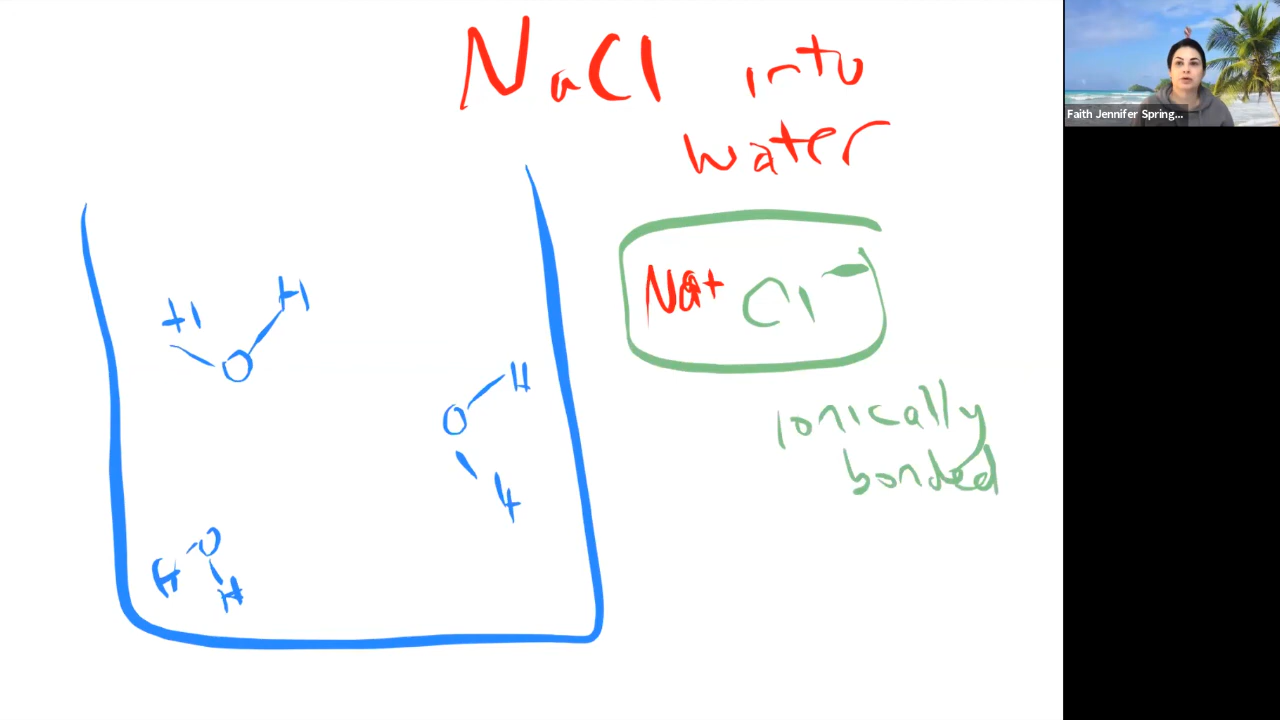 NaCl into
water
Faith Jennifer Spring...
Na+ Cl-
ionically
bonded
H
H
O
H
O
H
O
H
H